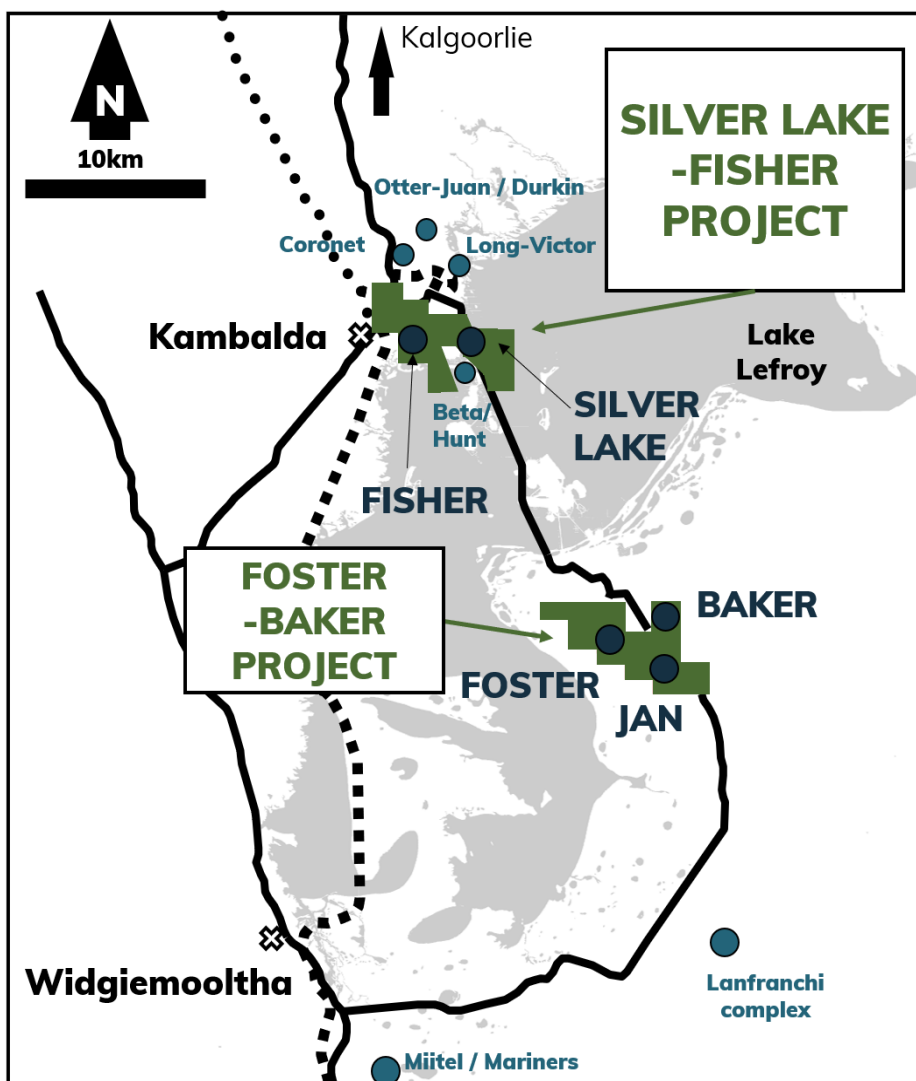 Kalgoorlie
N
10km
SILVER LAKE
-FISHER
PROJECT
Otter-Juan / Durkin
Coronet
Long-Victor
Kambalda
Lake
Lefroy
Beta/
Hunt
SILVER
LAKE
FISHER
FOSTER
-BAKER
PROJECT
BAKER
FOSTER
JAN
Widgiemooltha
Lanfranchi
complex
Miitel / Mariners